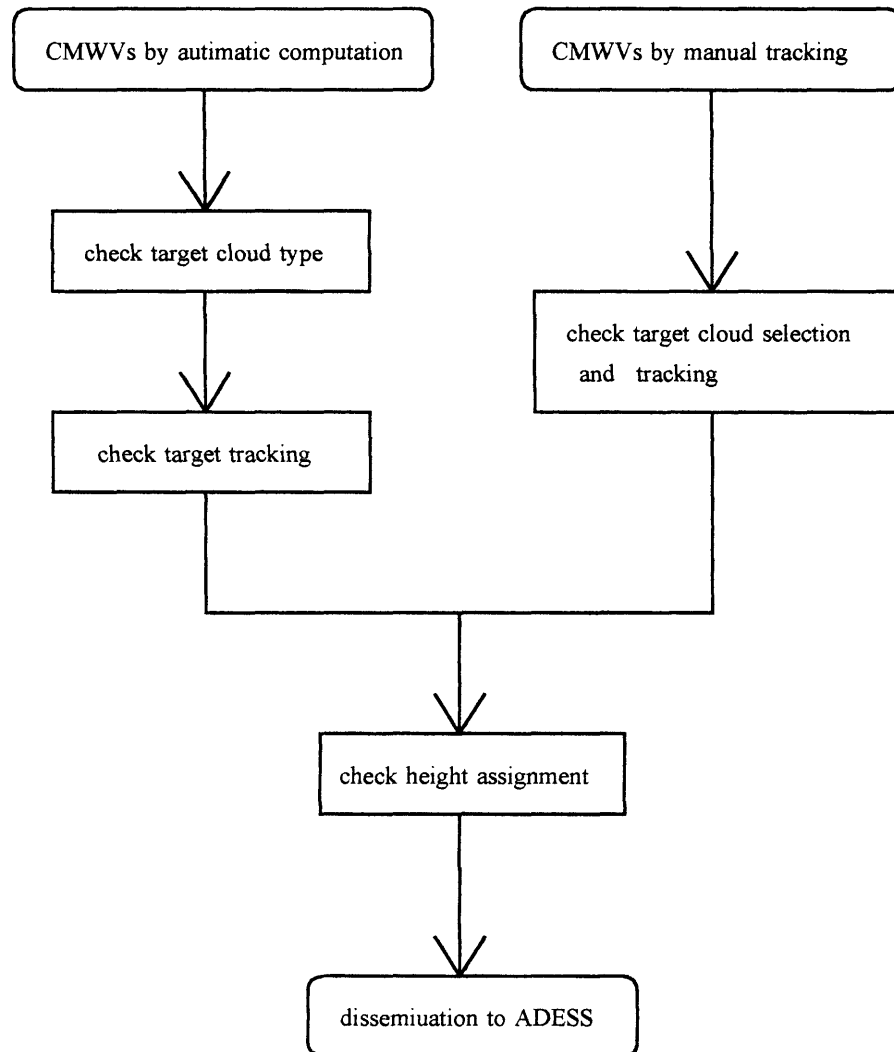 CMWVs by autimatic computation
CMWVs by manual tracking
check target cloud type
check target cloud selection
and tracking
check target tracking
check height assignment
dissemiuation to ADESS